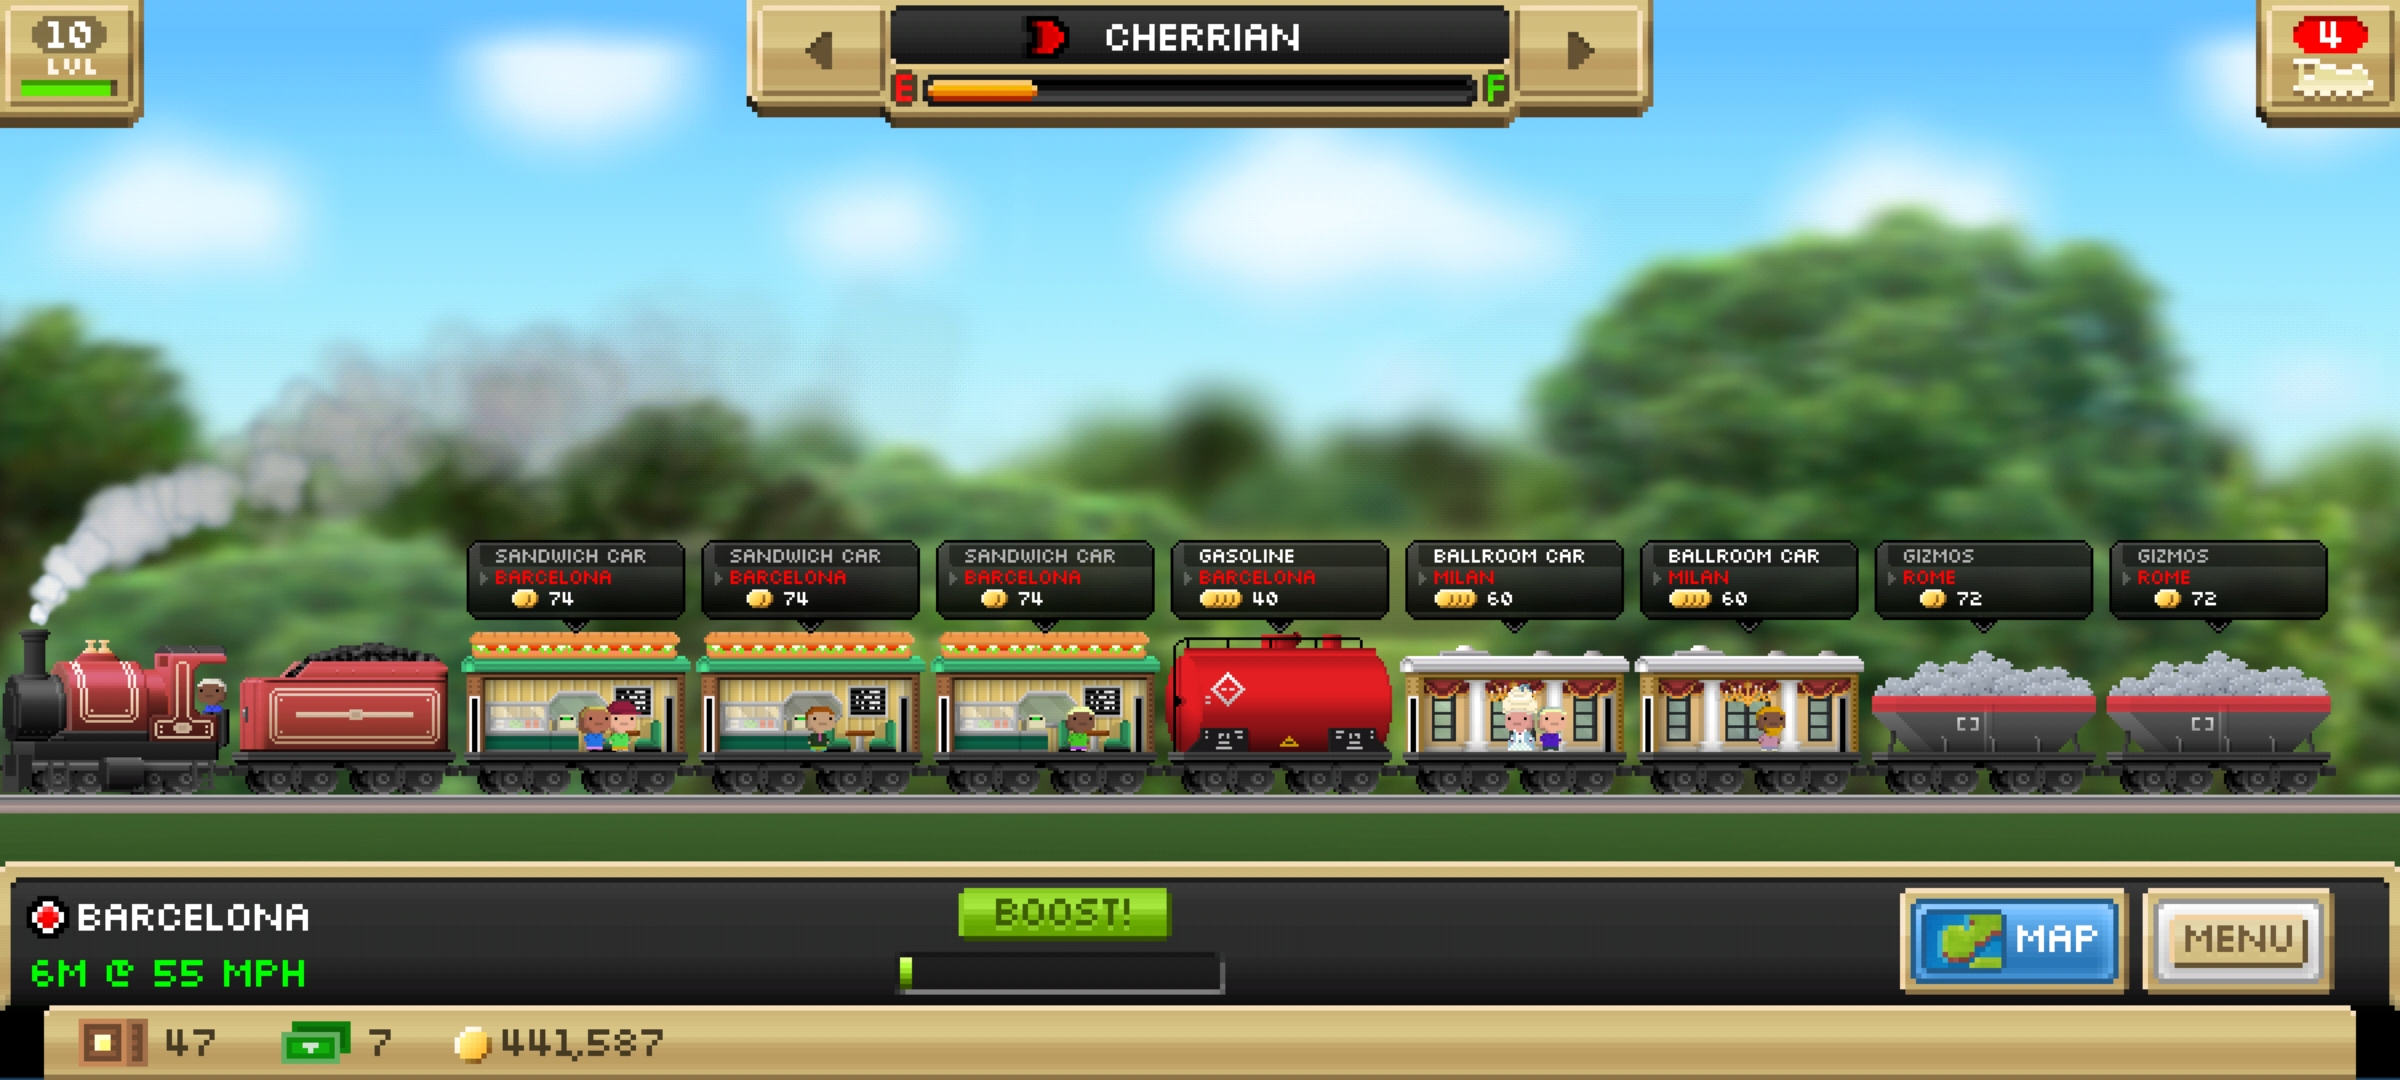 10
LVL
CHERRIAN
E
F
4
SANDWICH CAR
BARCELONA
74
SANDWICH CAR
BARCELONA
74
SANDWICH CAR
BARCELONA
74
GASOLINE
BARCELONA
40
BALLROOM CAR
MILAN
60
BALLROOM CAR
MILAN
60
GIZMOS
ROME
72
GIZMOS
ROME
72
BARCELONA
6M @ 55 MPH
BOOST!
MAP
MENU
47
7
441,587